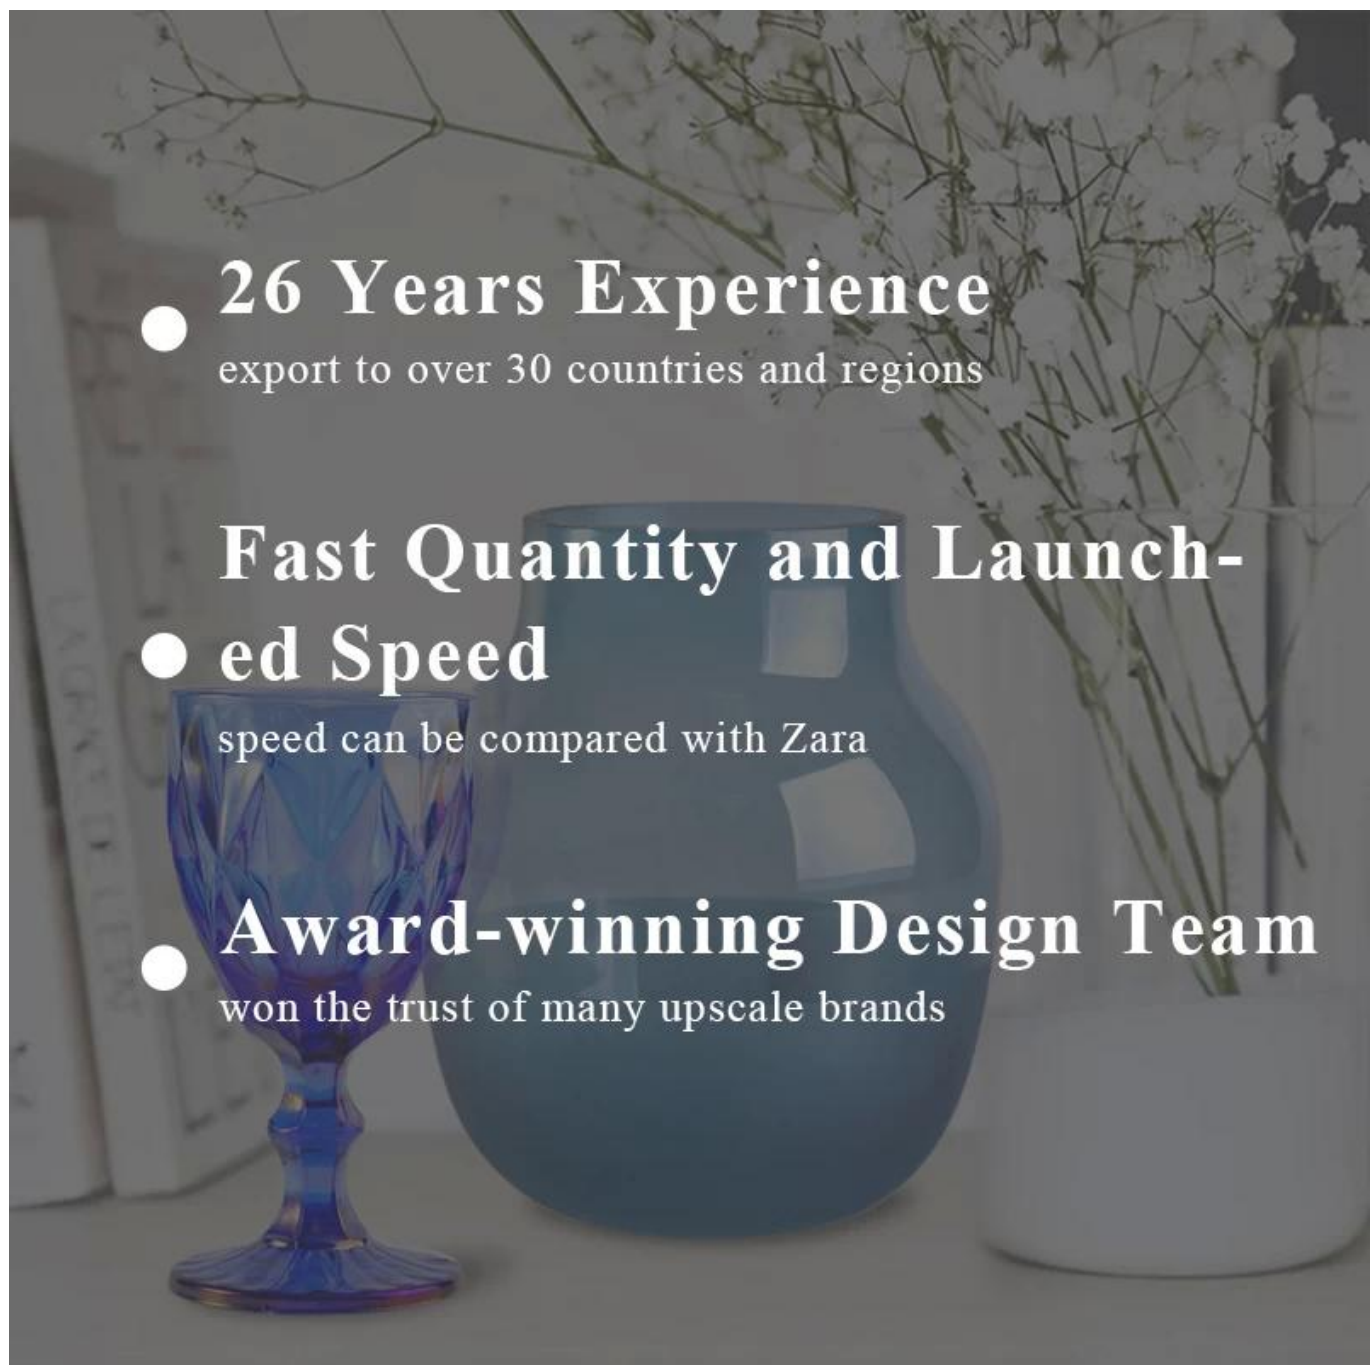 26 Years Experience
export to over 30 countries and regions
Fast Quantity and Launch-
ed Speed
speed can be compared with Zara
Award-winning Design Team
won the trust of many upscale brands